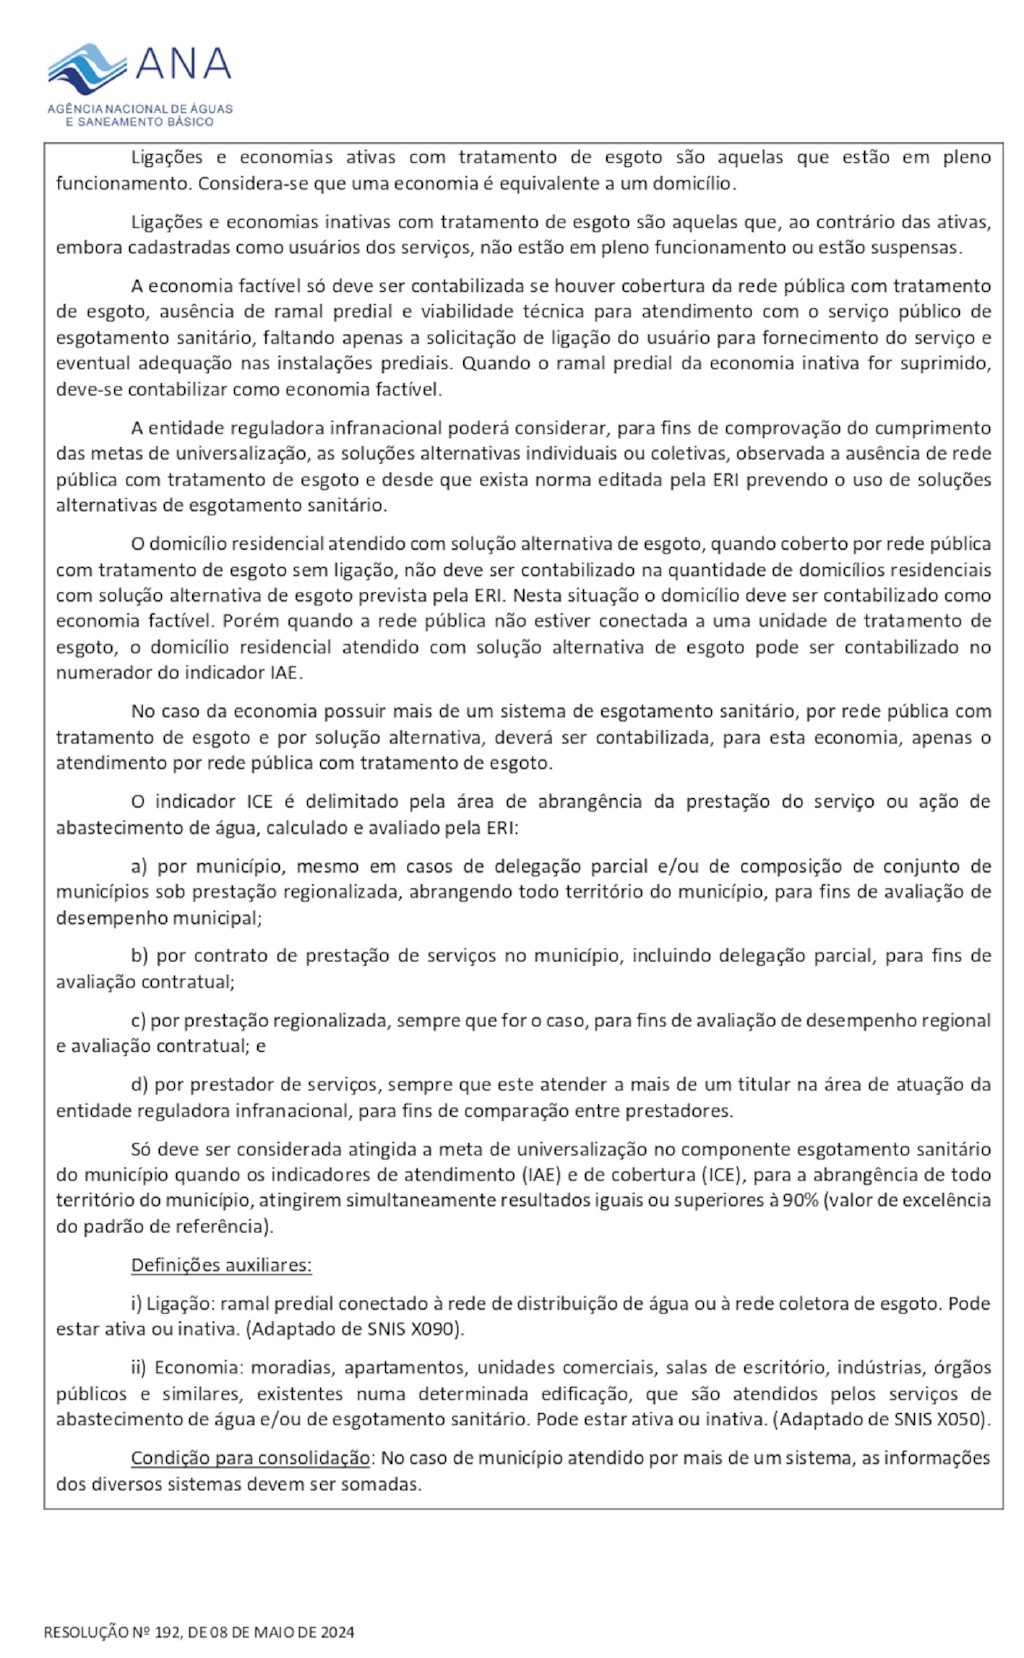 ANA
AGÊNCIA NACIONAL DE ÁGUAS
E SANEAMENTO BÁSICO
Ligações e economias ativas com tratamento de esgoto são aquelas que estão em pleno
funcionamento. Considera-se que uma economia é equivalente a um domicílio.
Ligações e economias inativas com tratamento de esgoto são aquelas que, ao contrário das ativas,
embora cadastradas como usuários dos serviços, não estão em pleno funcionamento ou estão suspensas.
A economia factível só deve ser contabilizada se houver cobertura da rede pública com tratamento
de esgoto, ausência de ramal predial e viabilidade técnica para atendimento com o serviço público de
esgotamento sanitário, faltando apenas a solicitação de ligação do usuário para fornecimento do serviço e
eventual adequação nas instalações prediais. Quando o ramal predial da economia inativa for suprimido,
deve-se contabilizar como economia factível.
A entidade reguladora infranacional poderá considerar, para fins de comprovação do cumprimento
das metas de universalização, as soluções alternativas individuais ou coletivas, observada a ausência de rede
pública com tratamento de esgoto e desde que exista norma editada pela ERI prevendo o uso de soluções
alternativas de esgotamento sanitário.
O domicílio residencial atendido com solução alternativa de esgoto, quando coberto por rede pública
com tratamento de esgoto sem ligação, não deve ser contabilizado na quantidade de domicílios residenciais
com solução alternativa de esgoto prevista pela ERI. Nesta situação o domicílio deve ser contabilizado como
economia factível. Porém quando a rede pública não estiver conectada a uma unidade de tratamento de
esgoto, o domicílio residencial atendido com solução alternativa de esgoto pode ser contabilizado no
numerador do indicador IAE.
No caso da economia possuir mais de um sistema de esgotamento sanitário, por rede pública com
tratamento de esgoto e por solução alternativa, deverá ser contabilizada, para esta economia, apenas o
atendimento por rede pública com tratamento de esgoto.
O indicador ICE é delimitado pela área de abrangência da prestação do serviço ou ação de
abastecimento de água, calculado e avaliado pela ERI:
a) por município, mesmo em casos de delegação parcial e/ou de composição de conjunto de
municípios sob prestação regionalizada, abrangendo todo território do município, para fins de avaliação de
desempenho municipal;
b) por contrato de prestação de serviços no município, incluindo delegação parcial, para fins de
avaliação contratual;
c) por prestação regionalizada, sempre que for o caso, para fins de avaliação de desempenho regional
e avaliação contratual; e
d) por prestador de serviços, sempre que este atender a mais de um titular na área de atuação da
entidade reguladora infranacional, para fins de comparação entre prestadores.
Só deve ser considerada atingida a meta de universalização no componente esgotamento sanitário
do município quando os indicadores de atendimento (IAE) e de cobertura (ICE), para a abrangência de todo
território do município, atingirem simultaneamente resultados iguais ou superiores à 90% (valor de excelência
do padrão de referência).
Definições auxiliares:
i) Ligação: ramal predial conectado à rede de distribuição de água ou à rede coletora de esgoto. Pode
estar ativa ou inativa. (Adaptado de SNIS X090).
ii) Economia: moradias, apartamentos, unidades comerciais, salas de escritório, indústrias, órgãos
públicos e similares, existentes numa determinada edificação, que são atendidos pelos serviços de
abastecimento de água e/ou de esgotamento sanitário. Pode estar ativa ou inativa. (Adaptado de SNIS X050).
Condição para consolidação: No caso de município atendido por mais de um sistema, as informações
dos diversos sistemas devem ser somadas.
RESOLUÇÃO Nº 192, DE 08 DE MAIO DE 2024